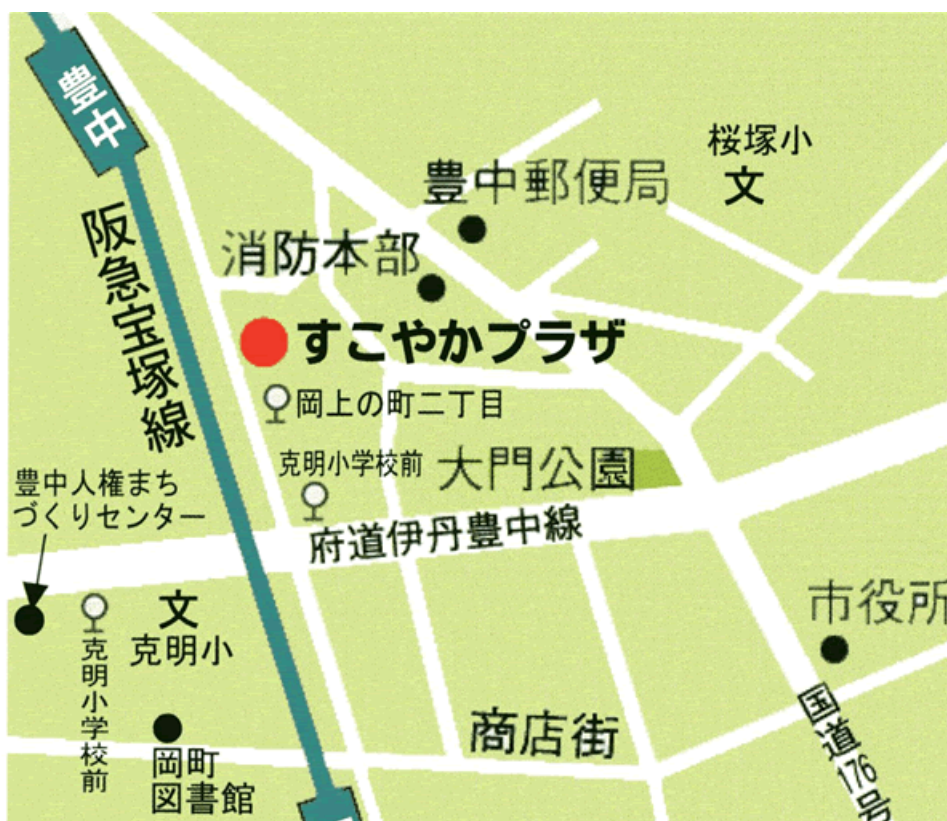 豊中
桜塚小
文
豊中郵便局
阪急宝塚線
消防本部
すこやかプラザ
岡上の町二丁目
克明小学校前
大門公園
豊中人権まち
づくりセンター
府道伊丹豊中線
文
克明小
克明小学校前
市役所
岡町
図書館
商店街
国道176号